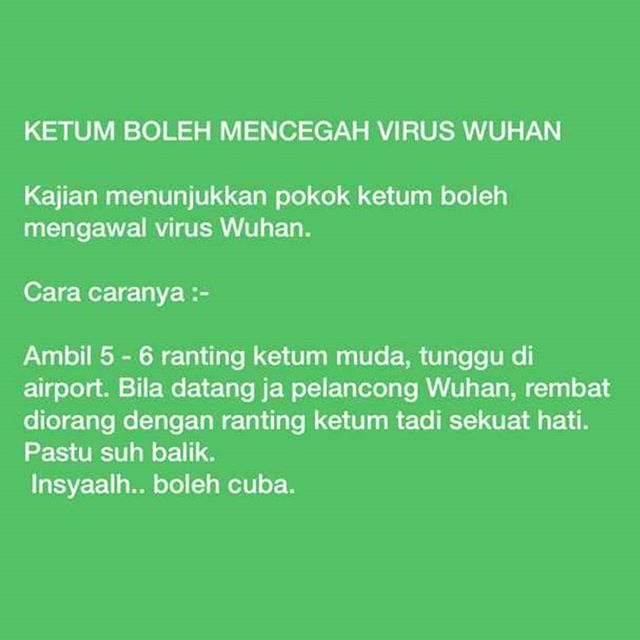 KETUM BOLEH MENCEGAH VIRUS WUHAN
Kajian menunjukkan pokok ketum boleh
mengawal virus Wuhan.
Cara caranya :-
Ambil 5 - 6 ranting ketum muda, tunggu di
airport. Bila datang ja pelancong Wuhan, rembat
diorang dengan ranting ketum tadi sekuat hati.
Pastu suh balik.
Insyaalh.. boleh cuba.